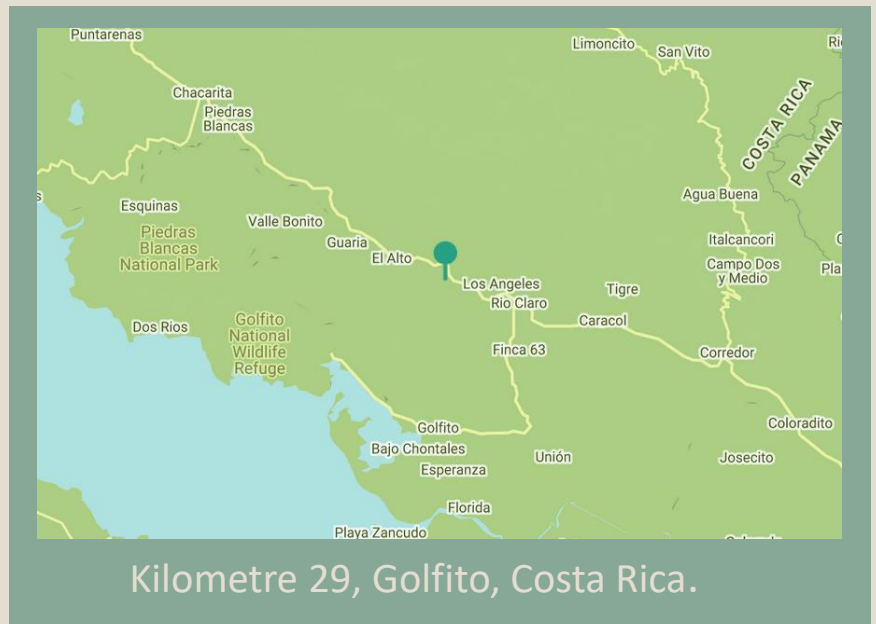 Puntarenas
Limoncito
San Vito
Chacarita
Piedras
Blancas
COSTA RICA
PANAMA
Esquinas
Agua Buena
Valle Bonito
Piedras
Blancas
National Park
Guaria
El Alto
Italcancori
Campo Dos
y Medio
Los Angeles
Tigre
Rio Claro
Caracol
Dos Rios
Golfito
National
Wildlife
Refuge
Finca 63
Corredor
Golfito
Coloradito
Bajo Chontales
Unión
Josecito
Esperanza
Florida
Playa Zancudo
Kilometre 29, Golfito, Costa Rica.